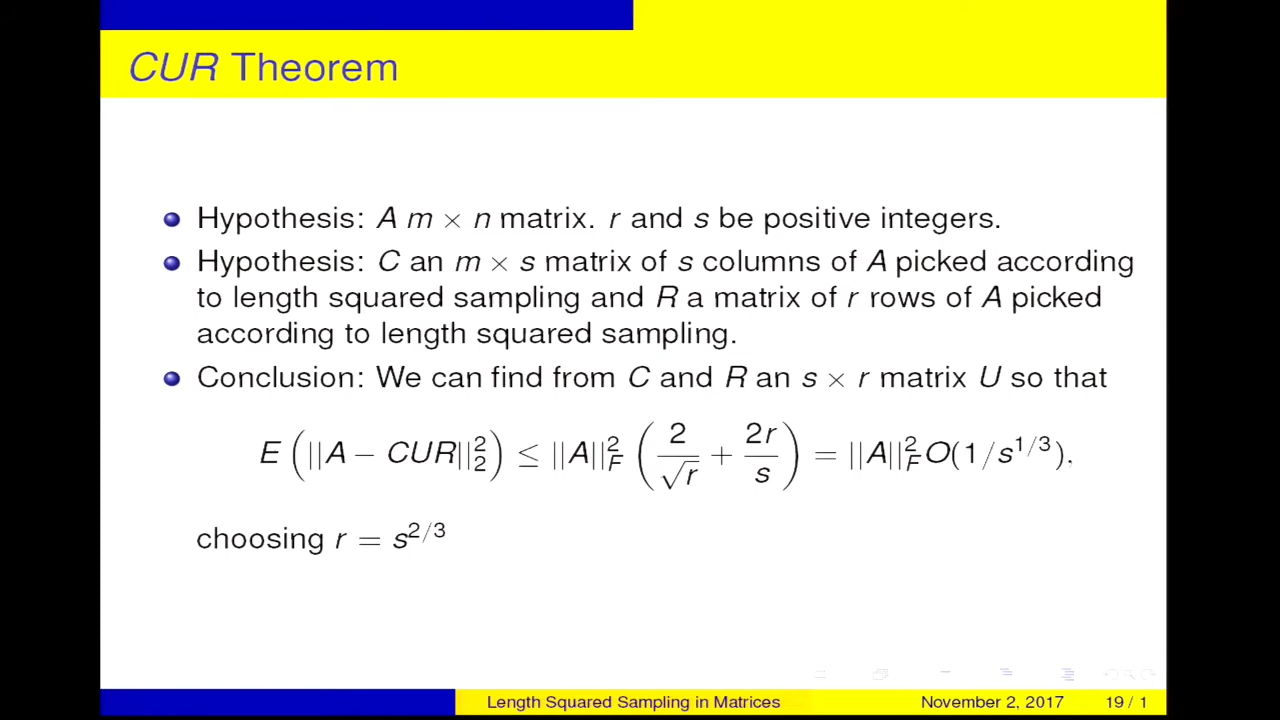 CUR Theorem
Hypothesis: A m × n matrix. r and s be positive integers.
Hypothesis: C an m × s matrix of s columns of A picked according
to length squared sampling and R a matrix of r rows of A picked
according to length squared sampling.
Conclusion: We can find from C and R an s × r matrix U so that
E (||A − CUR||₂²) ≤ ||A||_F² (2/√r + 2r/s) = ||A||_F² O(1/s^{1/3}),
choosing r = s^{2/3}
Length Squared Sampling in Matrices November 2, 2017 19 / 1